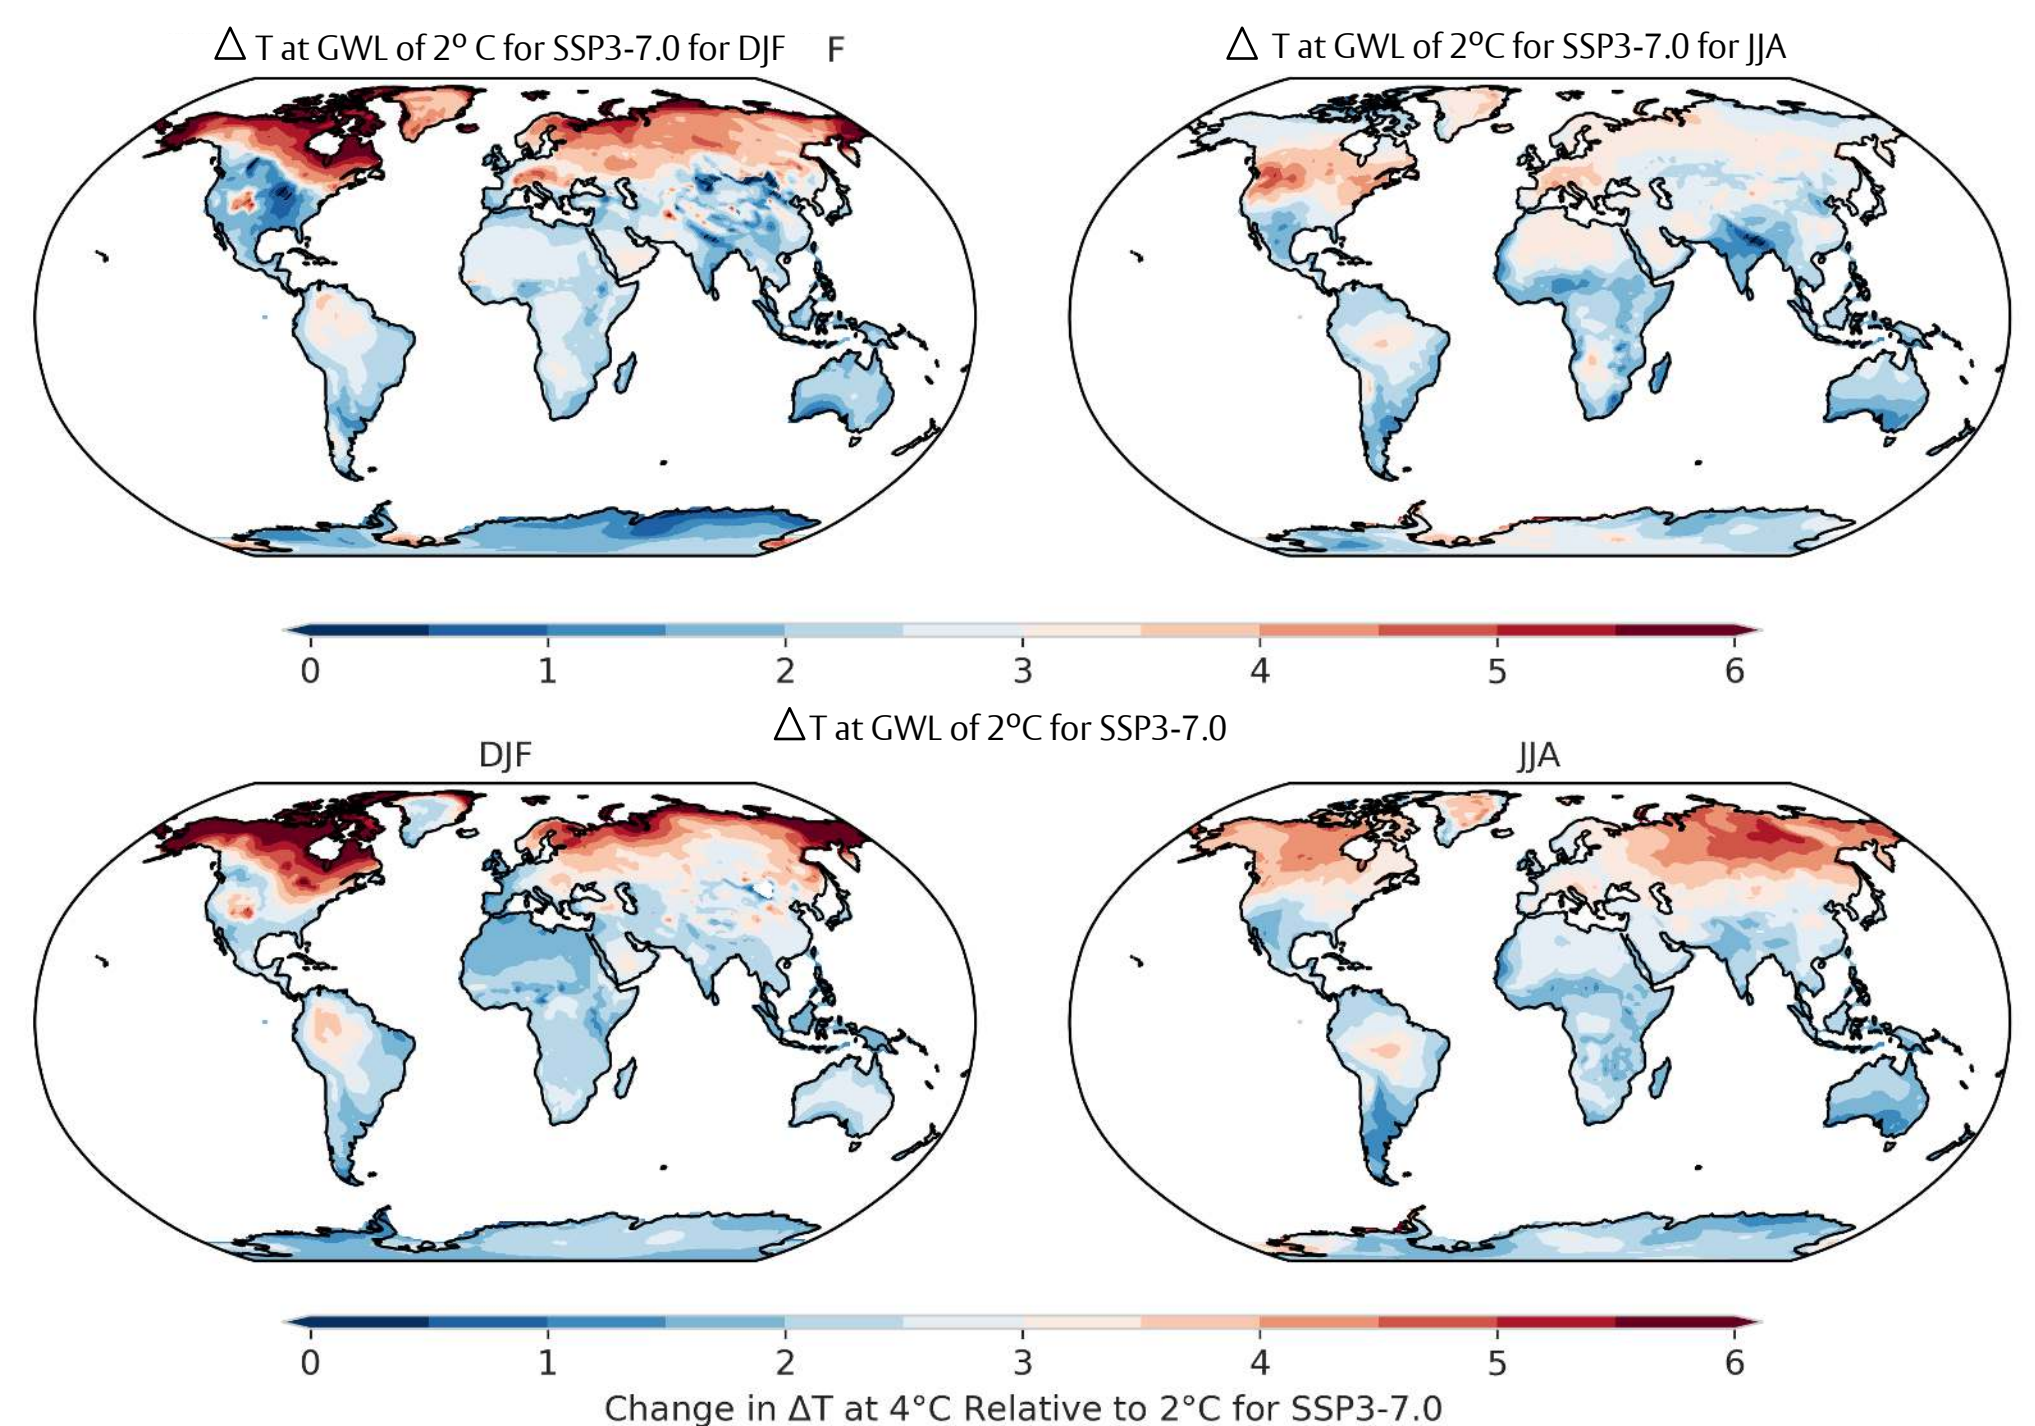 △ T at GWL of 2º C for SSP3-7.0 for DJF F
△ T at GWL of 2ºC for SSP3-7.0 for JJA
0 1 2 3 4 5 6
△T at GWL of 2ºC for SSP3-7.0
DJF
JJA
0 1 2 3 4 5 6
Change in ΔT at 4°C Relative to 2°C for SSP3-7.0